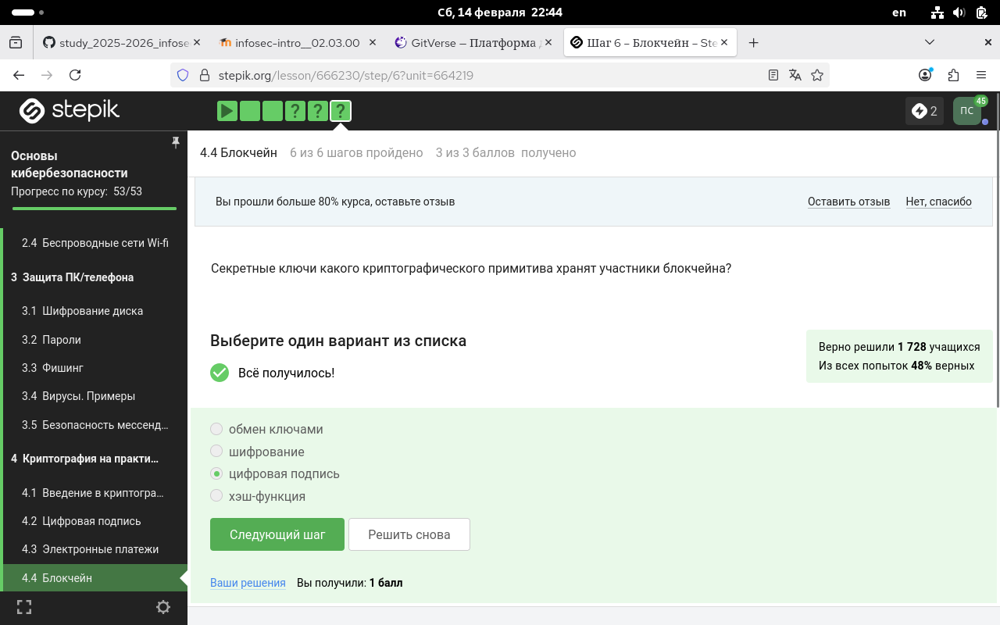 Сб, 14 февраля 22:44
en
study_2025-2026_infose
infosec-intro__02.03.00
GitVerse — Платформа
Шаг 6 – Блокчейн – Ste
stepik.org/lesson/666230/step/6?unit=664219
stepik
?
?
?
2
ПС
45
Основы
кибербезопасности
Прогресс по курсу: 53/53
2.4 Беспроводные сети Wi-fi
3 Защита ПК/телефона
3.1 Шифрование диска
3.2 Пароли
3.3 Фишинг
3.4 Вирусы. Примеры
3.5 Безопасность мессенд…
4 Криптография на практи…
4.1 Введение в криптогра…
4.2 Цифровая подпись
4.3 Электронные платежи
4.4 Блокчейн
4.4 Блокчейн 6 из 6 шагов пройдено 3 из 3 баллов получено
Вы прошли больше 80% курса, оставьте отзыв
Оставить отзыв
Нет, спасибо
Секретные ключи какого криптографического примитива хранят участники блокчейна?
Выберите один вариант из списка
Всё получилось!
Верно решили 1 728 учащихся
Из всех попыток 48% верных
обмен ключами
шифрование
цифровая подпись
хэш-функция
Следующий шаг
Решить снова
Ваши решения Вы получили: 1 балл